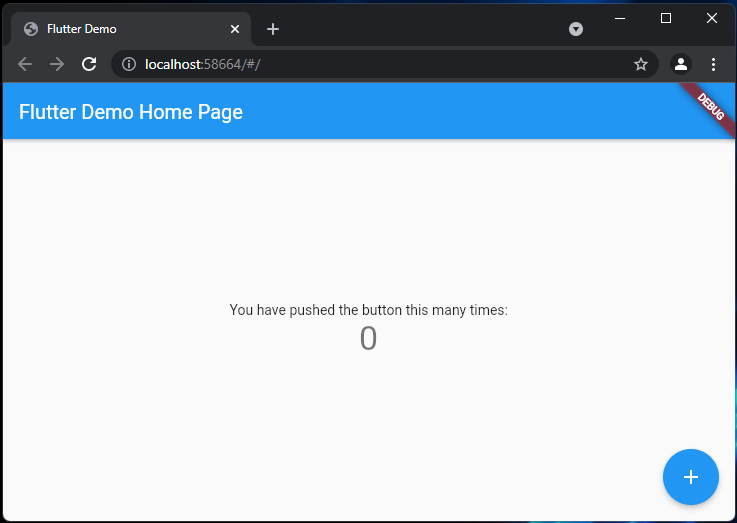 Flutter Demo
localhost:58664/#/
Flutter Demo Home Page
DEBUG
You have pushed the button this many times:
0